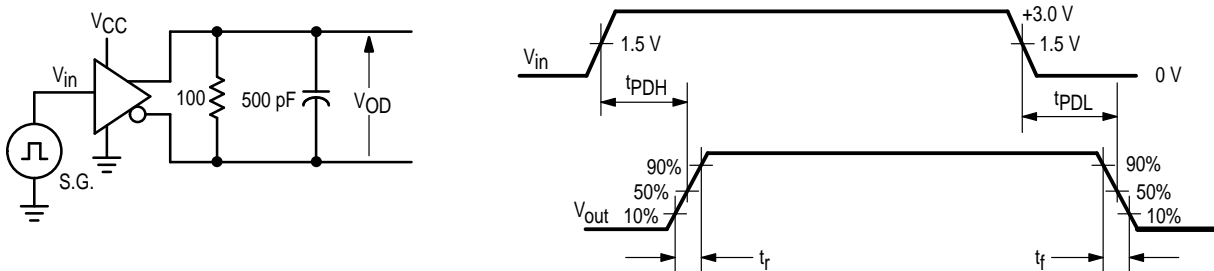 VCC
Vin
100
500 pF
VOD
S.G.
Vin
1.5 V
+3.0 V
1.5 V
0 V
tPDH
tPDL
90%
50%
Vout 10%
90%
50%
10%
tr
tf